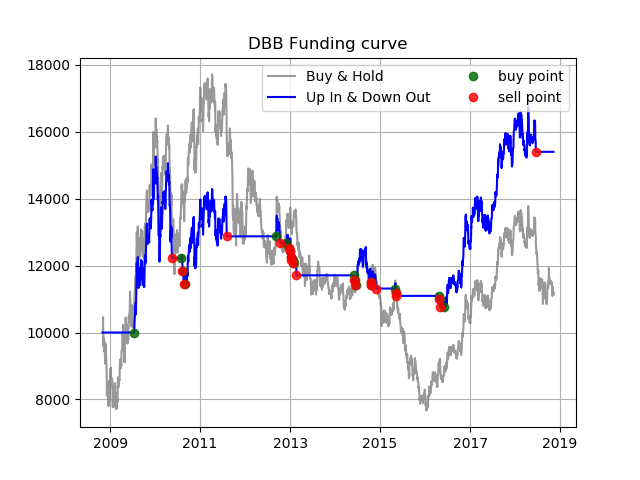 DBB Funding curve
18000
16000
14000
12000
10000
8000
Buy & Hold
Up In & Down Out
buy point
sell point
2009 2011 2013 2015 2017 2019